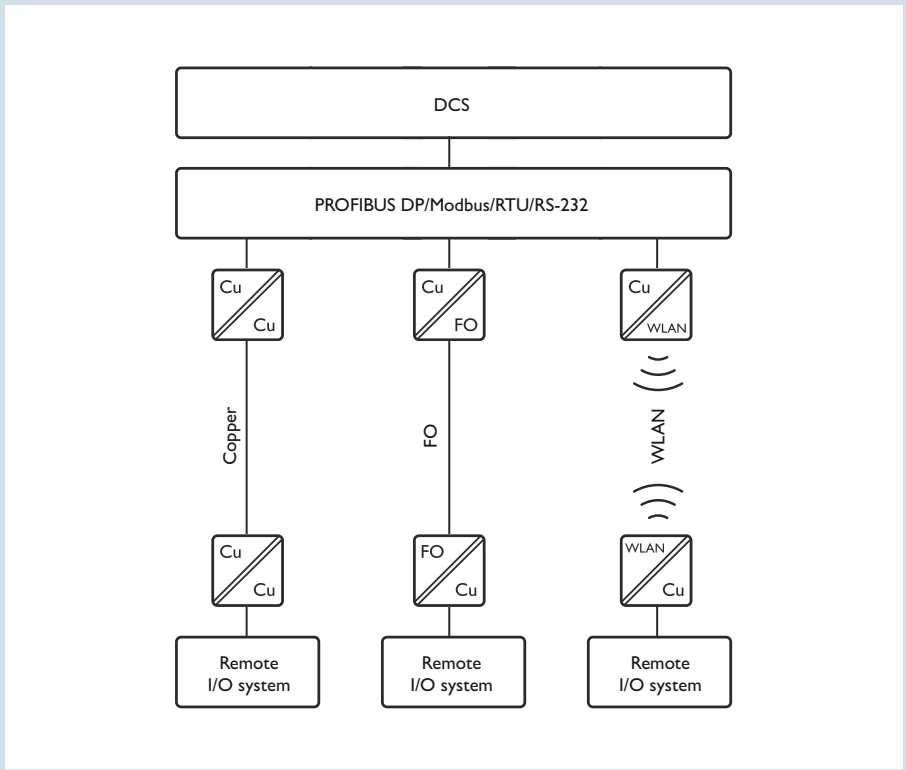 DCS
PROFIBUS DP/Modbus/RTU/RS-232
Cu
Cu
Cu
FO
Cu
WLAN
Copper
FO
WLAN
Cu
Cu
FO
Cu
WLAN
Cu
Remote
I/O system
Remote
I/O system
Remote
I/O system